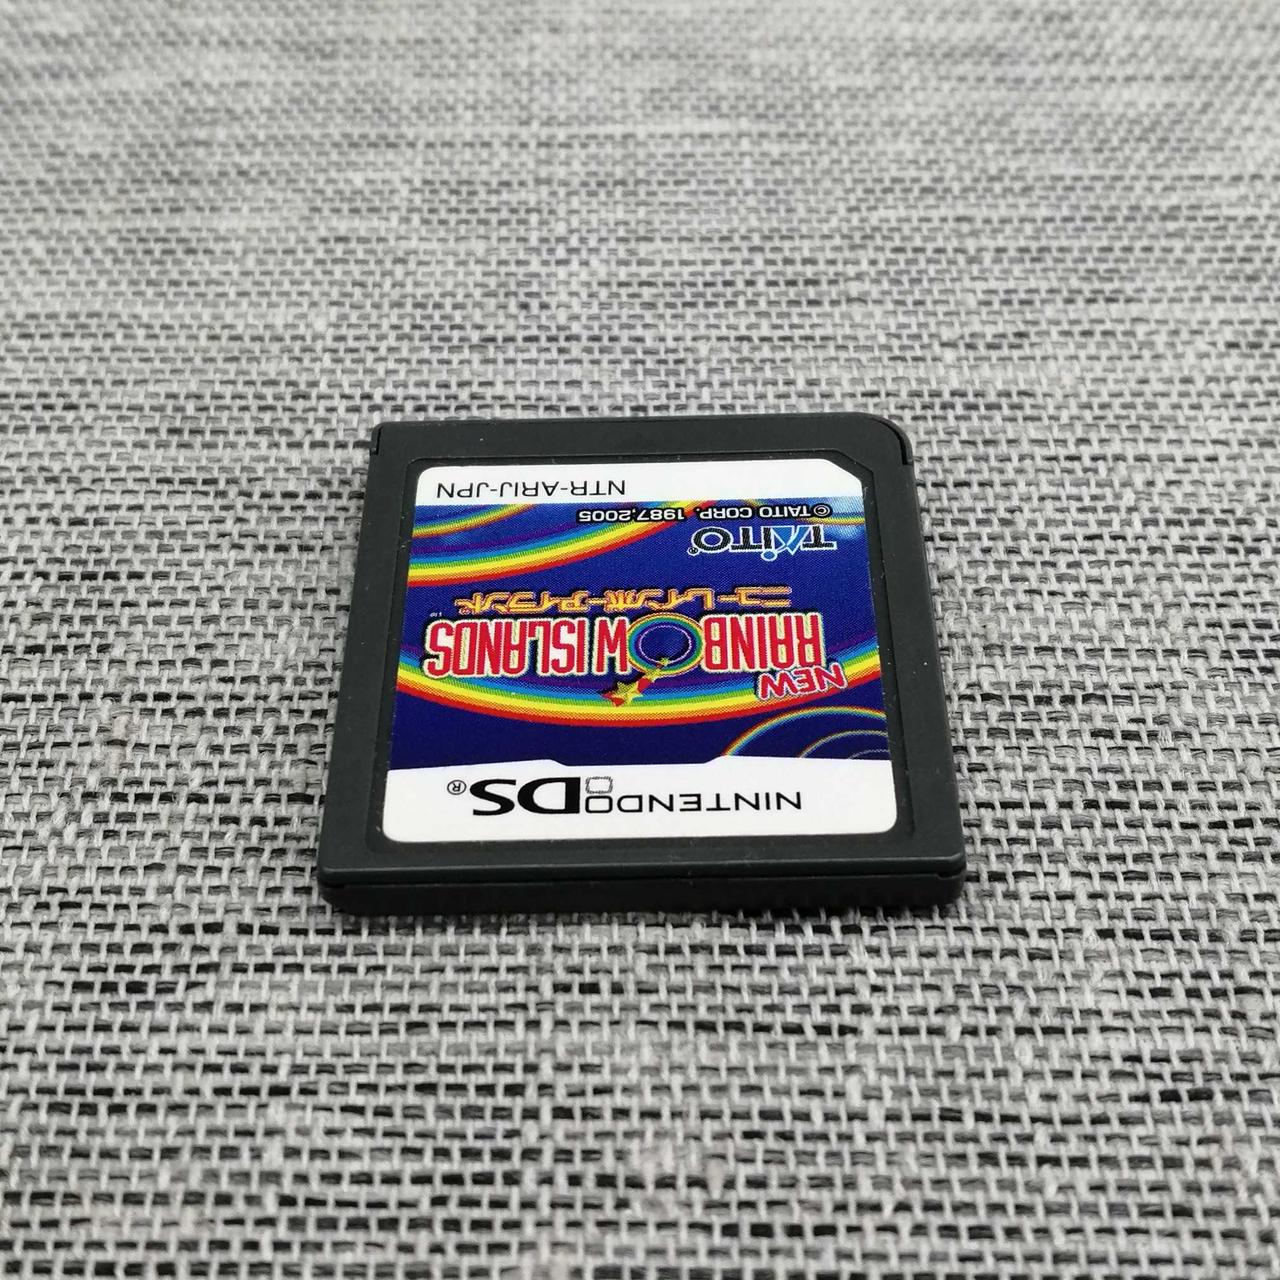 NINTENDO DS®
NEW
RAINBOW ISLANDS
ニューレインボーアイランド
TAITO®
©TAITO CORP. 1987,2005
NTR-ARIJ-JPN